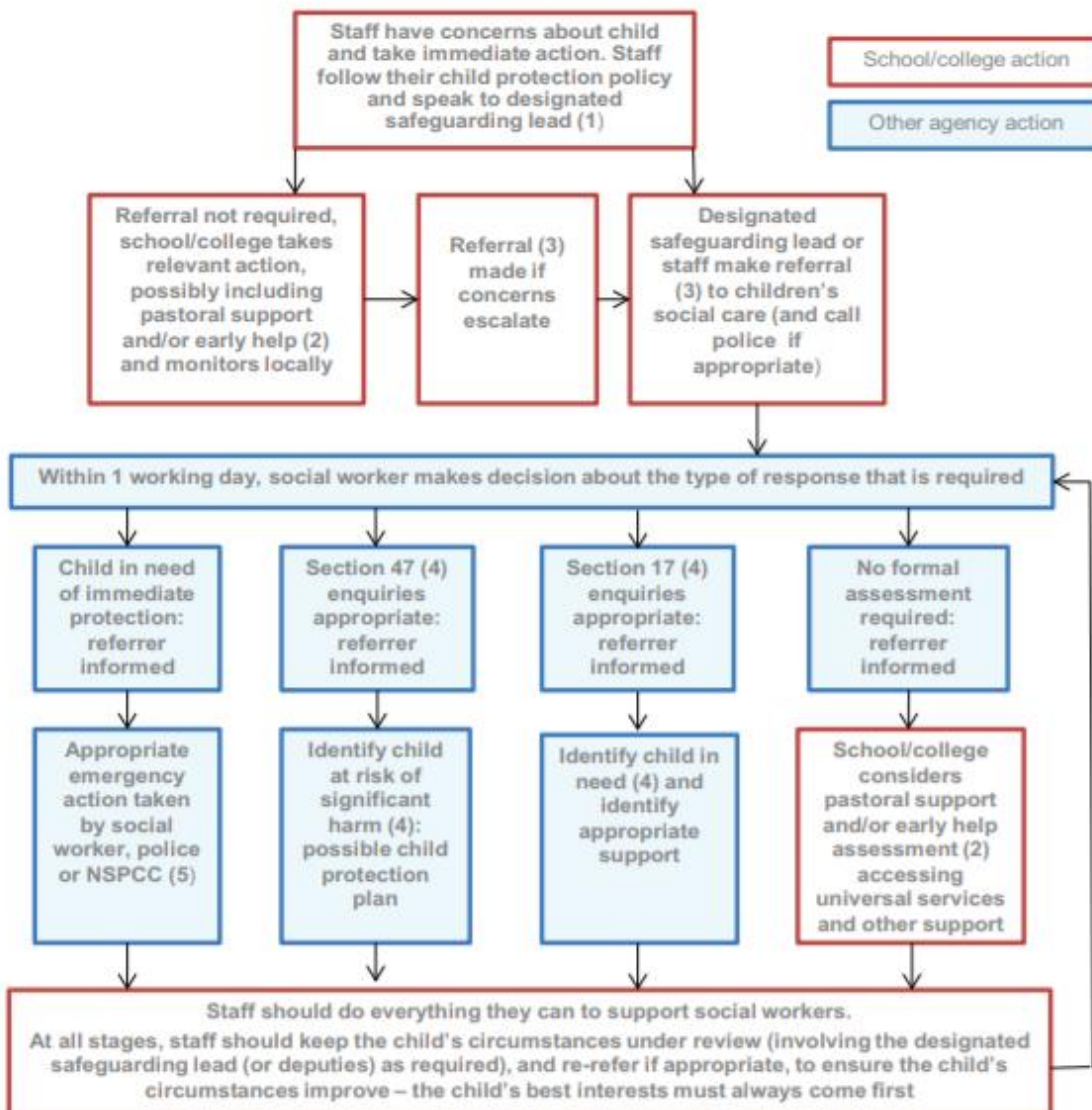 Staff have concerns about child
and take immediate action. Staff
follow their child protection policy
and speak to designated
safeguarding lead (1)
School/college action
Other agency action
Referral not required,
school/college takes
relevant action,
possibly including
pastoral support
and/or early help (2)
and monitors locally
Referral (3)
made if
concerns
escalate
Designated
safeguarding lead or
staff make referral
(3) to children's
social care (and call
police if
appropriate)
Within 1 working day, social worker makes decision about the type of response that is required
Child in need
of immediate
protection:
referrer
informed
Section 47 (4)
enquiries
appropriate:
referrer
informed
Section 17 (4)
enquiries
appropriate:
referrer
informed
No formal
assessment
required:
referrer
informed
Appropriate
emergency
action taken
by social
worker, police
or NSPCC (5)
Identify child
at risk of
significant
harm (4):
possible child
protection
plan
Identify child in
need (4) and
identify
appropriate
support
School/college
considers
pastoral support
and/or early help
assessment (2)
accessing
universal services
and other support
Staff should do everything they can to support social workers.
At all stages, staff should keep the child's circumstances under review (involving the designated
safeguarding lead (or deputies) as required), and re-refer if appropriate, to ensure the child's
circumstances improve – the child's best interests must always come first